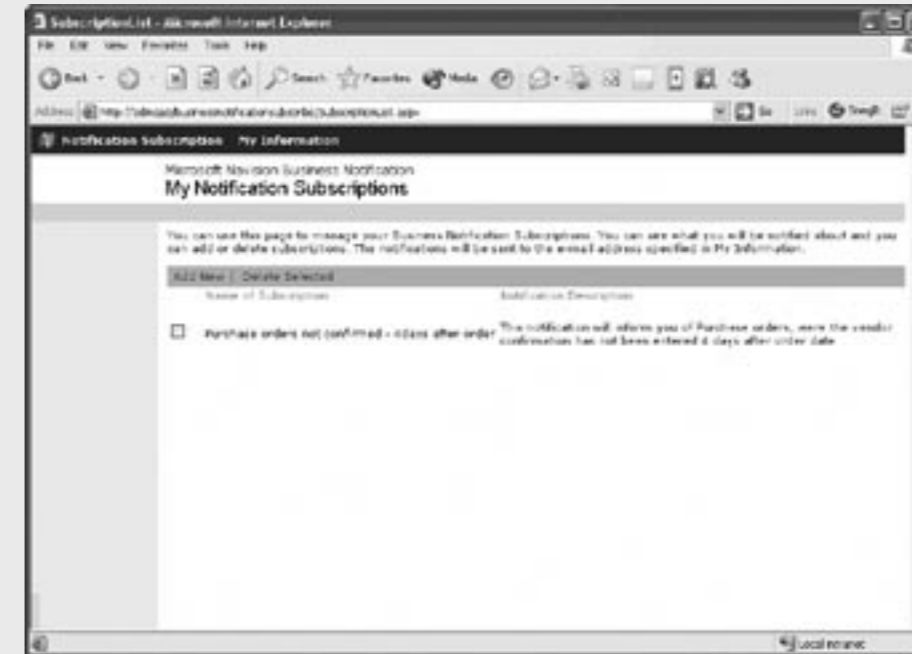 SubscriptionList - Microsoft Internet Explorer
File Edit View Favorites Tools Help
Back Search Favorites Media
Address
Go Links
Notification Subscription My Information
Microsoft Navision Business Notification
My Notification Subscriptions
You can use this page to manage your Business Notification Subscriptions. You can see what you will be notified about and you
can add or delete subscriptions. The notifications will be sent to the e-mail address specified in My Information.
Add New | Delete Selected
Name of Subscription Notification Description
Purchase orders not confirmed - after order The notification will inform you of Purchase orders, were the vendor
confirmation has not been entered days after order date
Local intranet